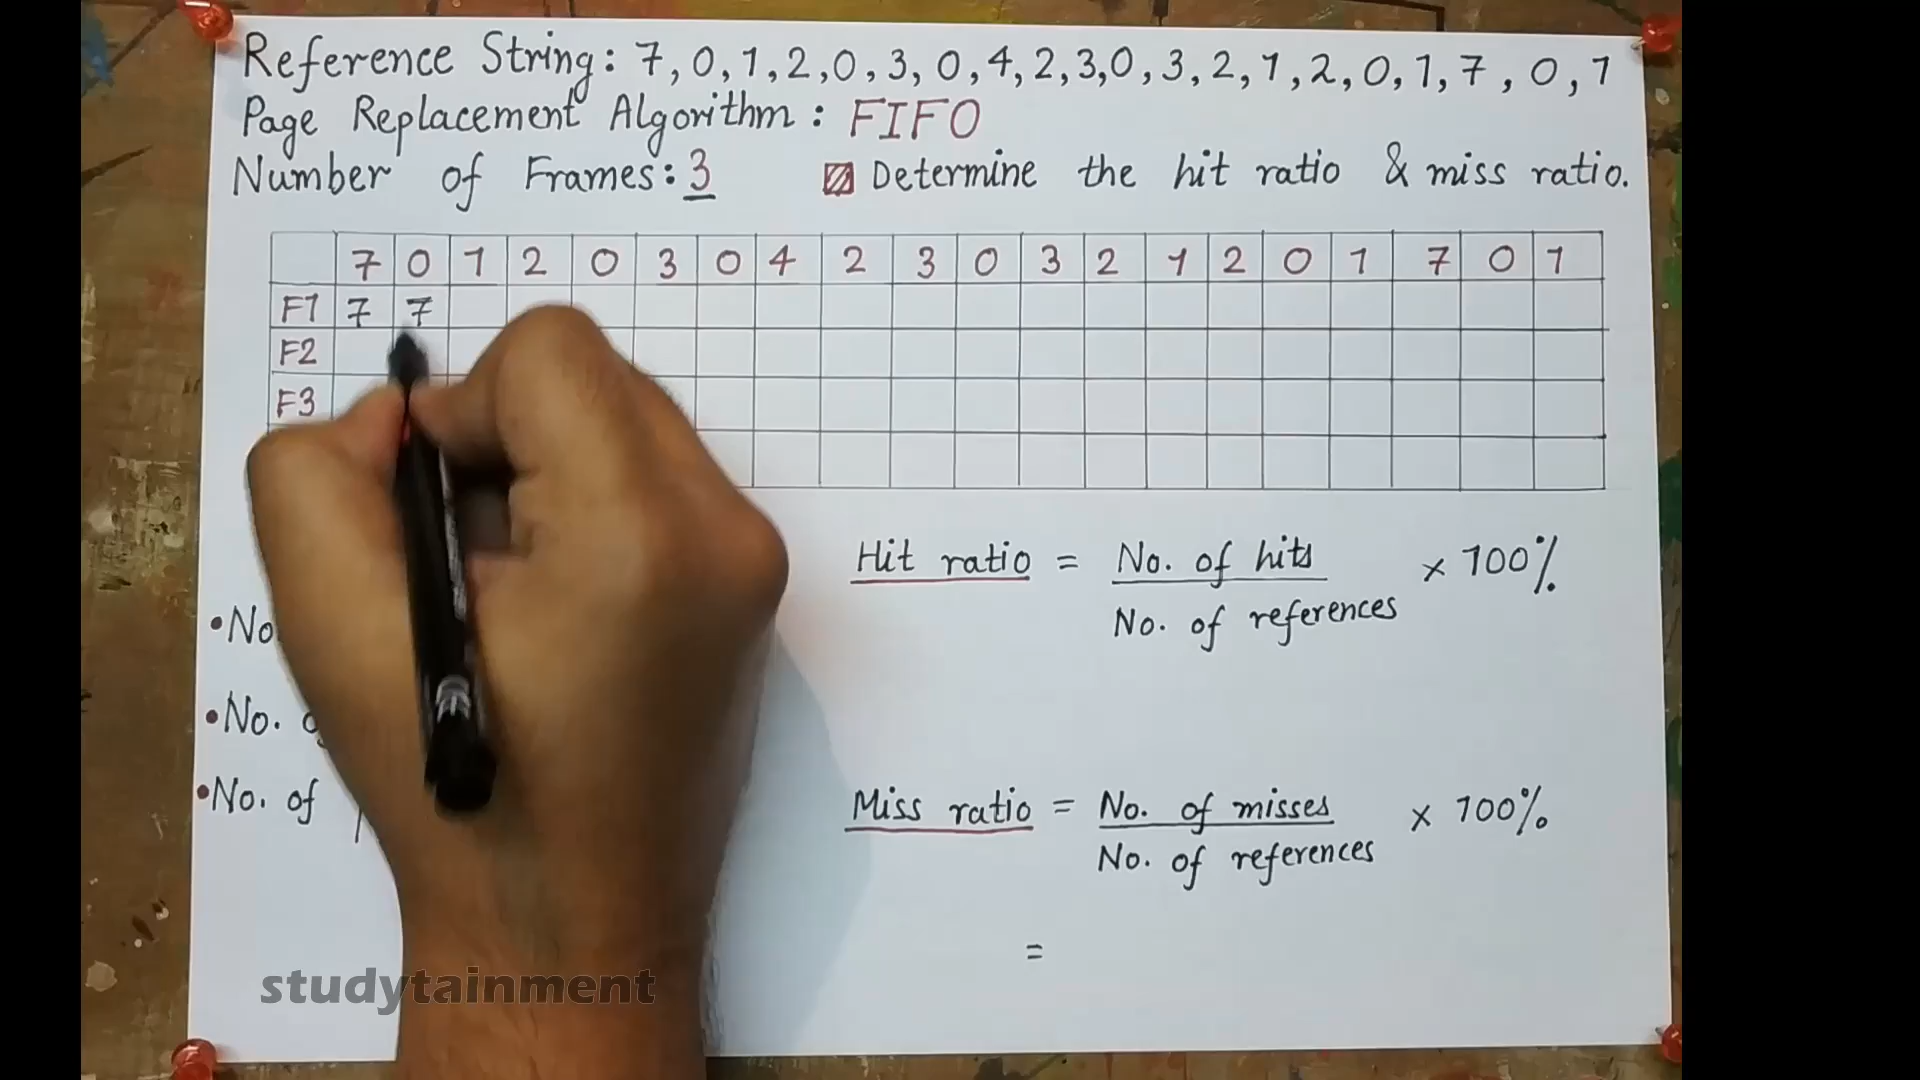 Reference String: 7,0,1,2,0,3,0,4,2,3,0,3,2,1,2,0,1,7,0,1
Page Replacement Algorithm: FIFO
Number of Frames: 3 Determine the hit ratio & miss ratio.
7 0 1 2 0 3 0 4 2 3 0 3 2 1 2 0 1 7 0 1
F1 7 7
F2
F3
Hit ratio = No. of hits × 100%
No. of references
•No
•No.
•No. of
Miss ratio = No. of misses × 100%
No. of references
=
studytainment